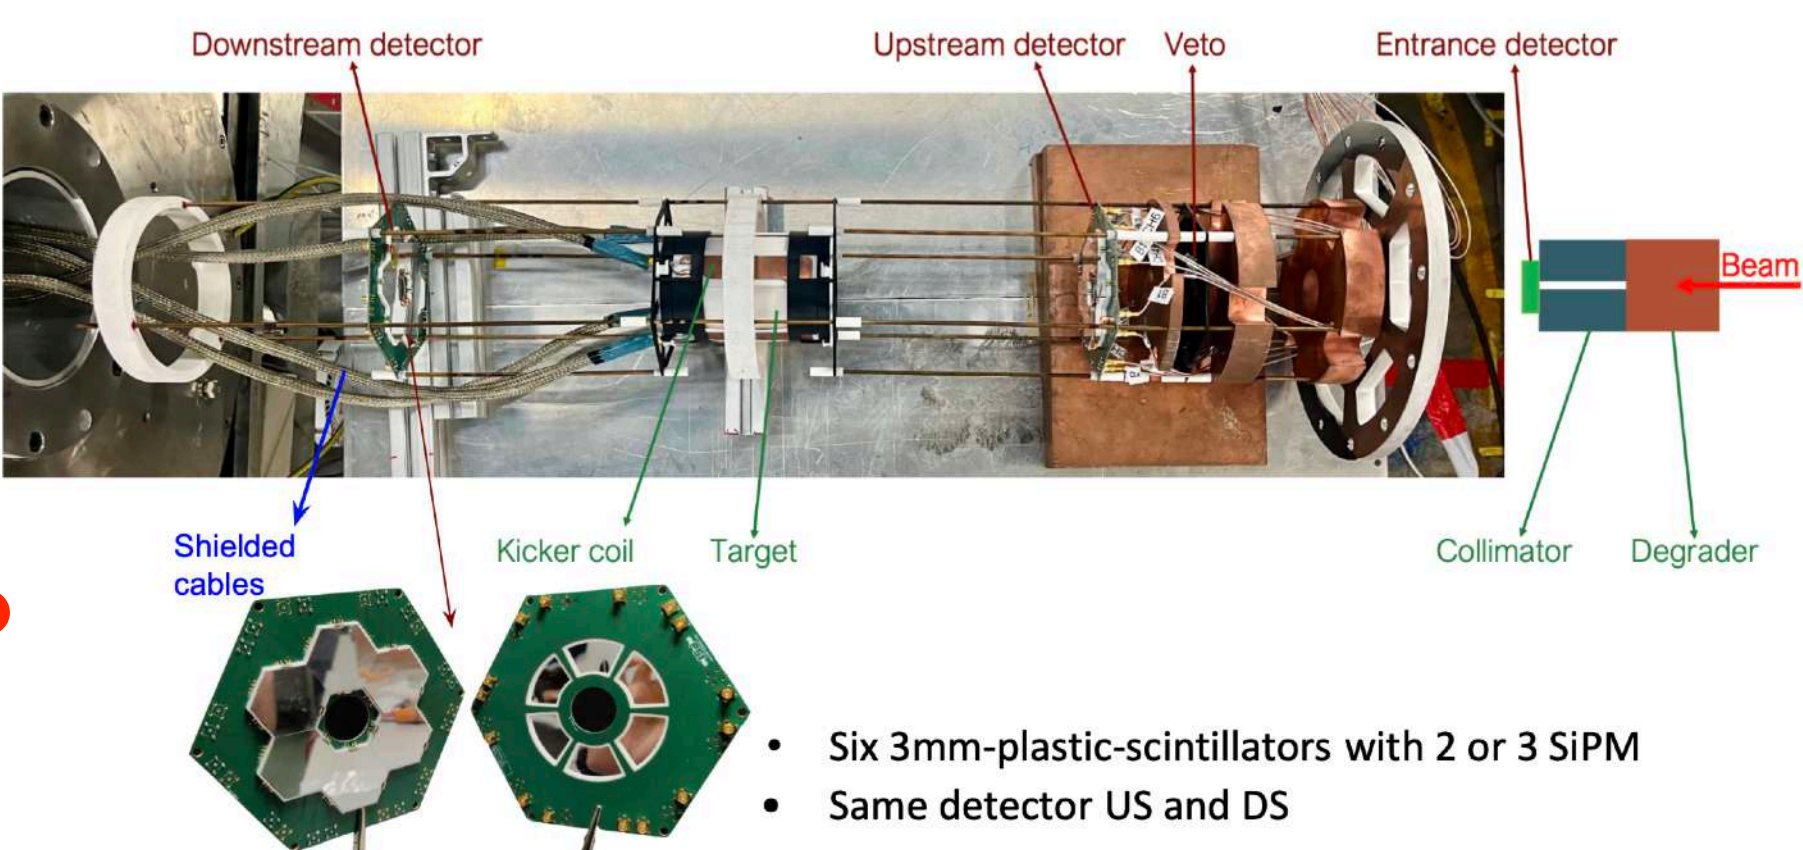 Downstream detector
Upstream detector
Veto
Entrance detector
Beam
Shielded
cables
Kicker coil
Target
Collimator
Degrader
• Six 3mm-plastic-scintillators with 2 or 3 SiPM
• Same detector US and DS